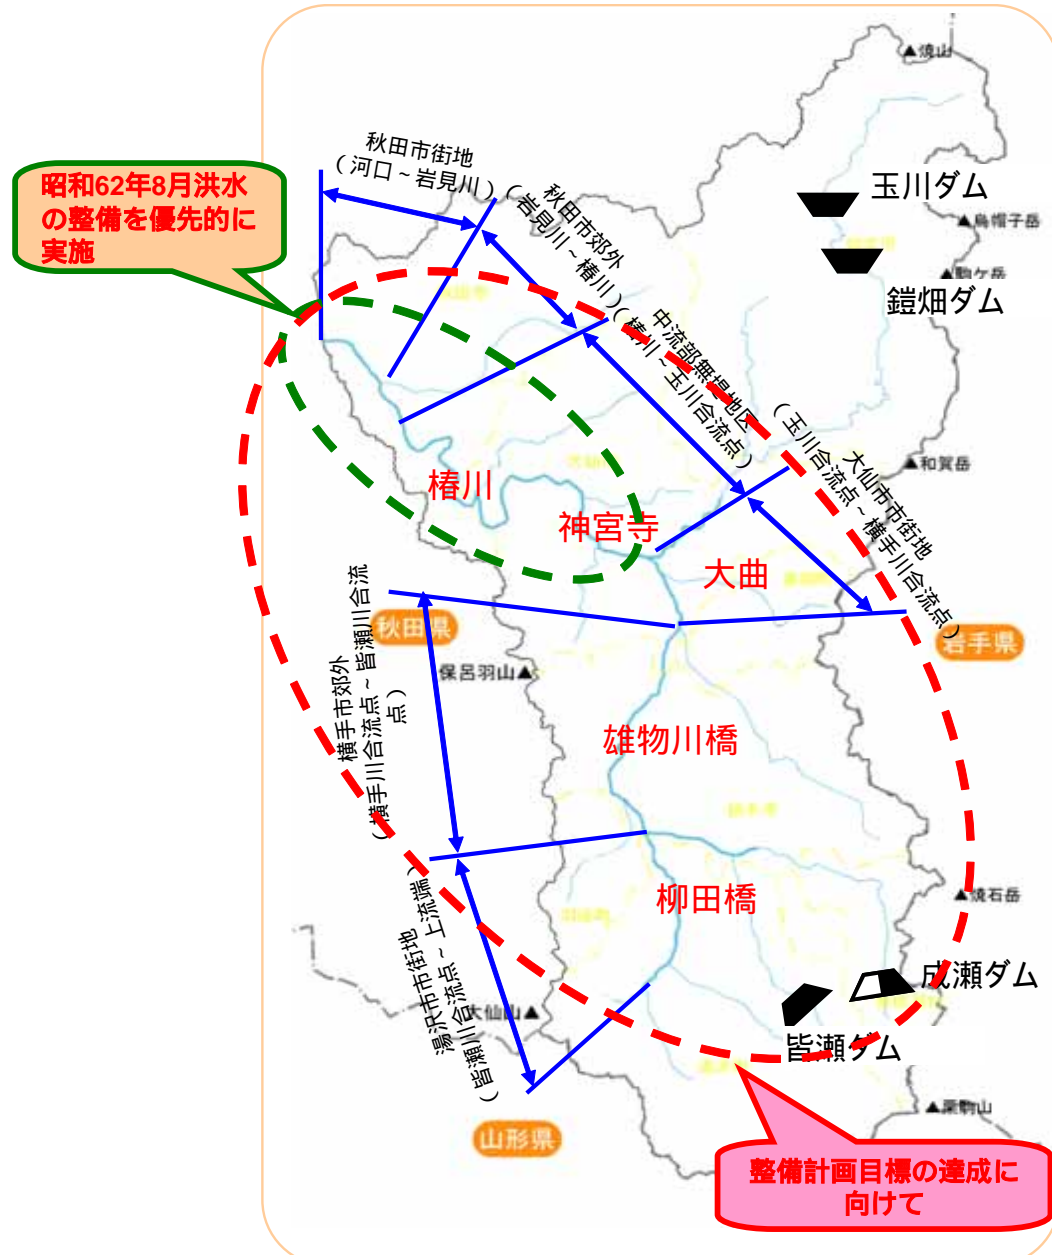 ▲焼山
秋田市街地
（河口～岩見川）
昭和62年8月洪水
の整備を優先的に
実施
秋田市郊外
（岩見川～椿川）
玉川ダム
▲烏帽子岳
▲駒ケ岳
鎧畑ダム
中流部無堤地区
（椿川～玉川合流点）
大仙市市街地
（玉川合流点～横手川合流点）
▲和賀岳
椿川
神宮寺
大曲
秋田県
岩手県
保呂羽山▲
横手市郊外
（横手川合流点～皆瀬川合流
点）
雄物川橋
柳田橋
▲焼石岳
湯沢市市街地
（皆瀬川合流点～上流端）
成瀬ダム
大仙山▲
皆瀬ダム
▲栗駒山
山形県
整備計画目標の達成に
向けて